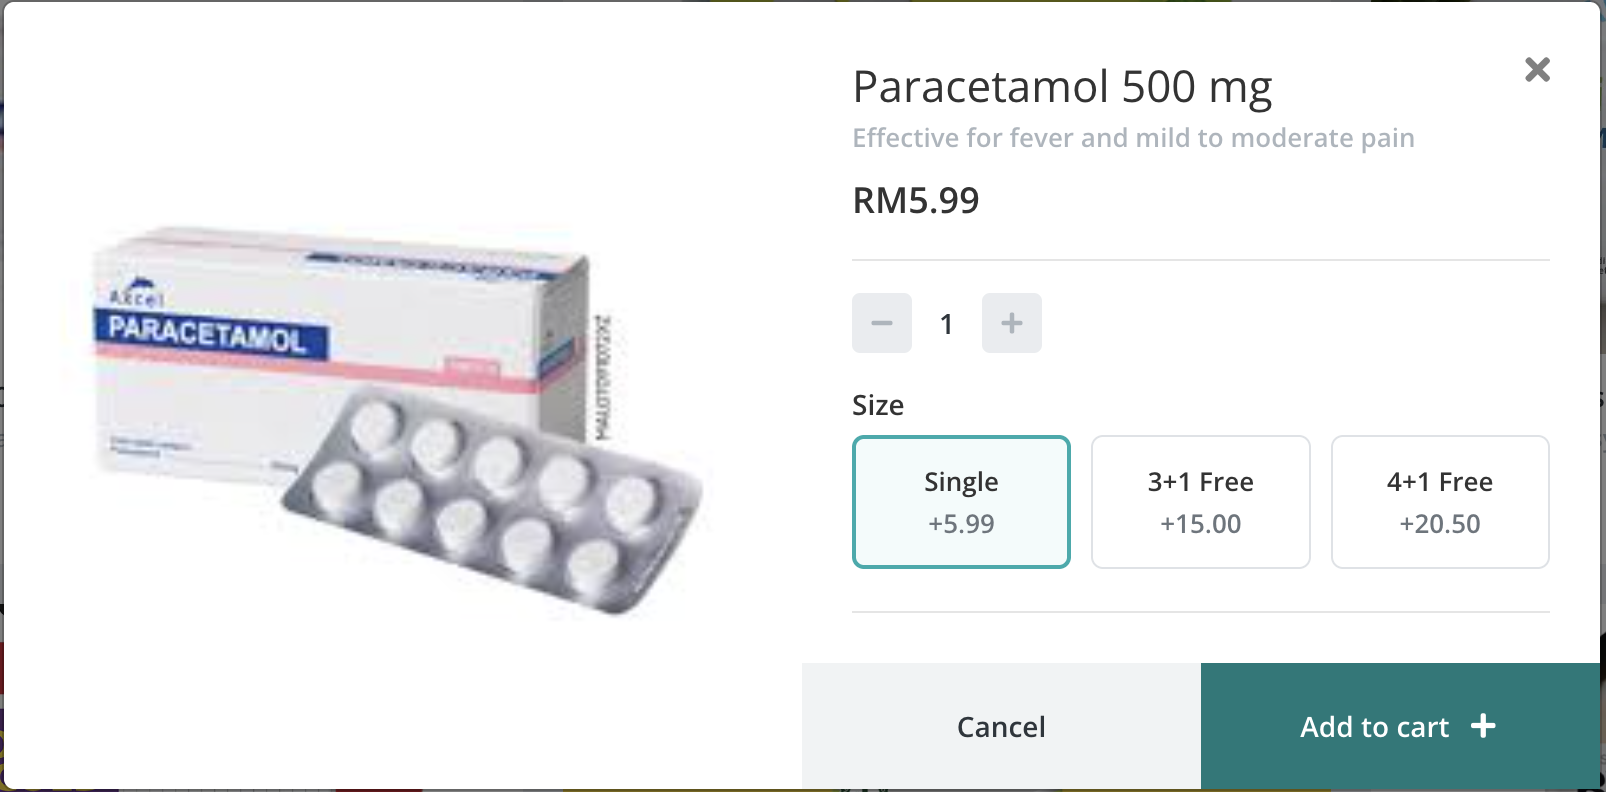 Paracetamol 500 mg
Effective for fever and mild to moderate pain
RM5.99
1
Size
Single
+5.99
3+1 Free
+15.00
4+1 Free
+20.50
Cancel
Add to cart +
Axcel
PARACETAMOL